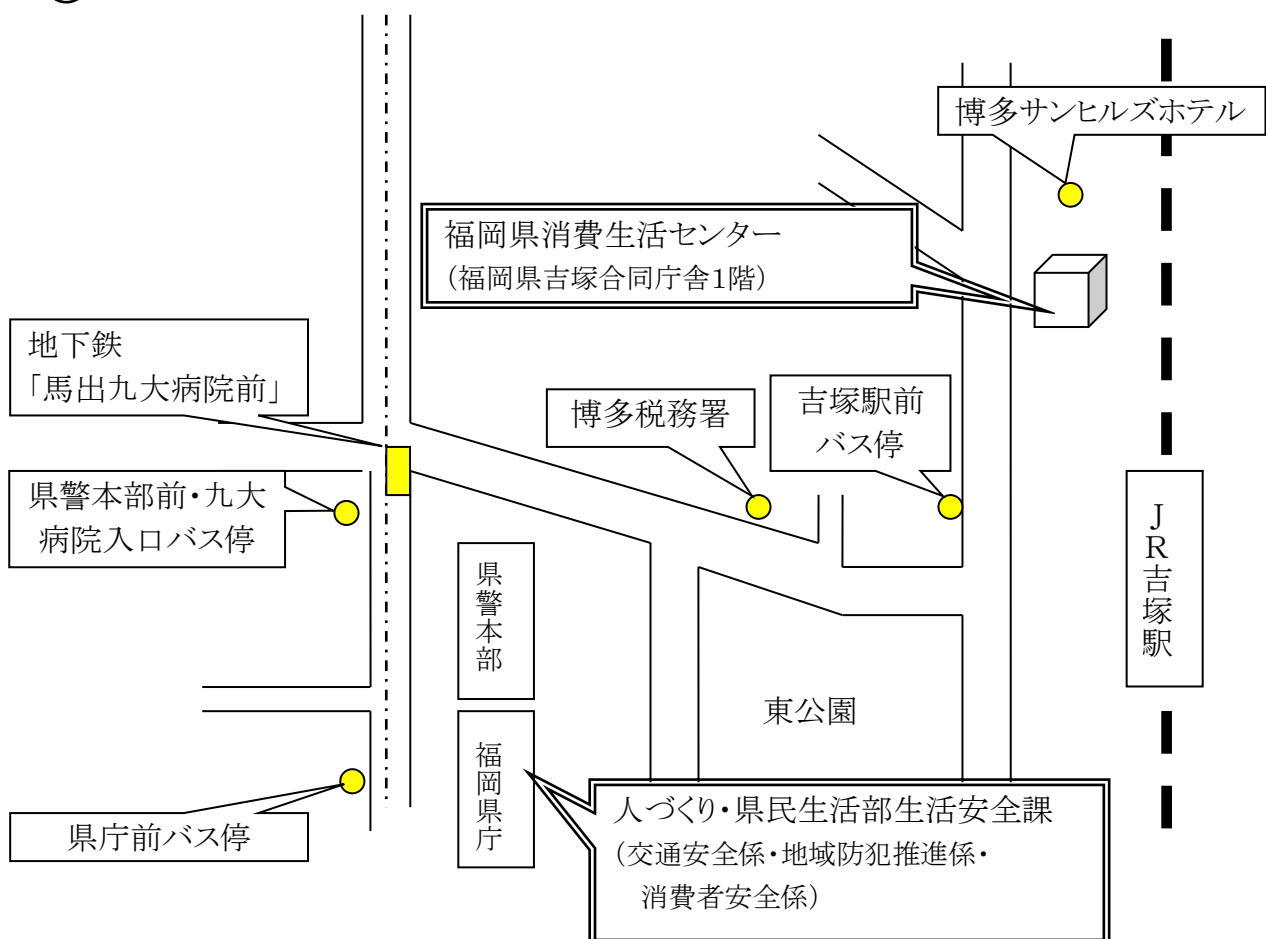 博多サンヒルズホテル
福岡県消費生活センター
（福岡県吉塚合同庁舎1階）
地下鉄
「馬出九大病院前」
博多税務署
吉塚駅前
バス停
県警本部前・九大
病院入口バス停
JR吉塚駅
県警本部
東公園
福岡県庁
人づくり・県民生活部生活安全課
（交通安全係・地域防犯推進係・
消費者安全係）
県庁前バス停